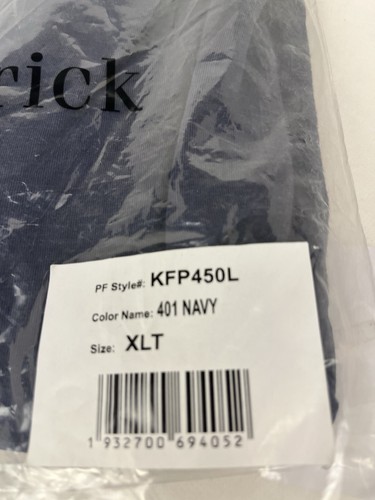 rick
PF Style#: KFP450L
Color Name: 401 NAVY
Size: XLT
1 932700 694052